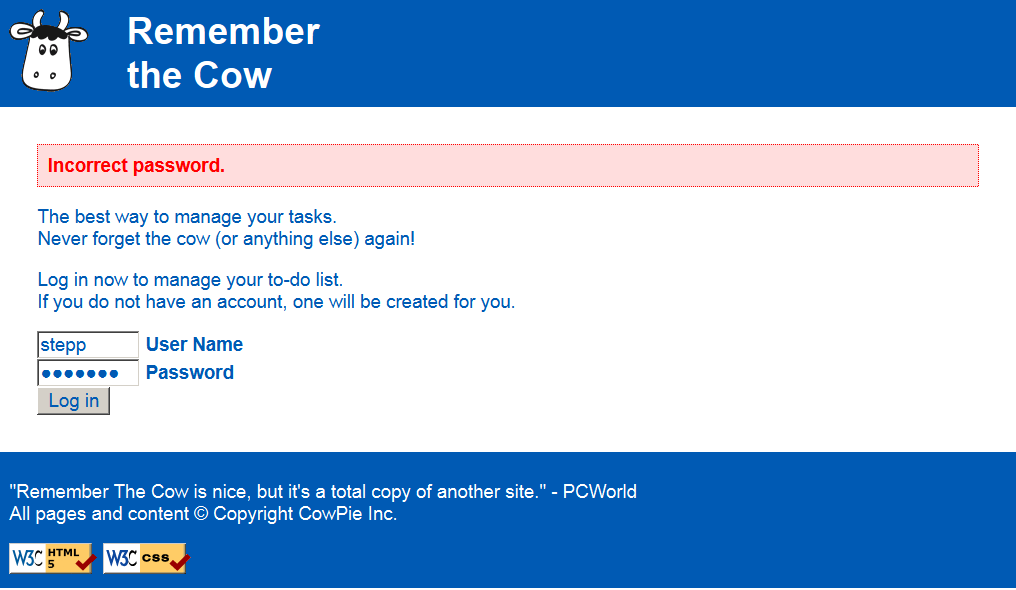 Remember
the Cow
Incorrect password.
The best way to manage your tasks.
Never forget the cow (or anything else) again!
Log in now to manage your to-do list.
If you do not have an account, one will be created for you.
stepp User Name
●●●●●●● Password
Log in
"Remember The Cow is nice, but it's a total copy of another site." - PCWorld
All pages and content © Copyright CowPie Inc.
W3C HTML 5 W3C CSS